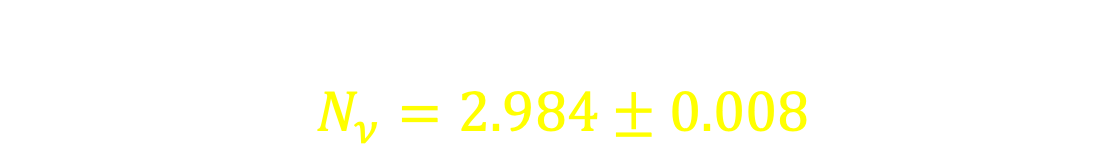 N_ν = 2.984 ± 0.008